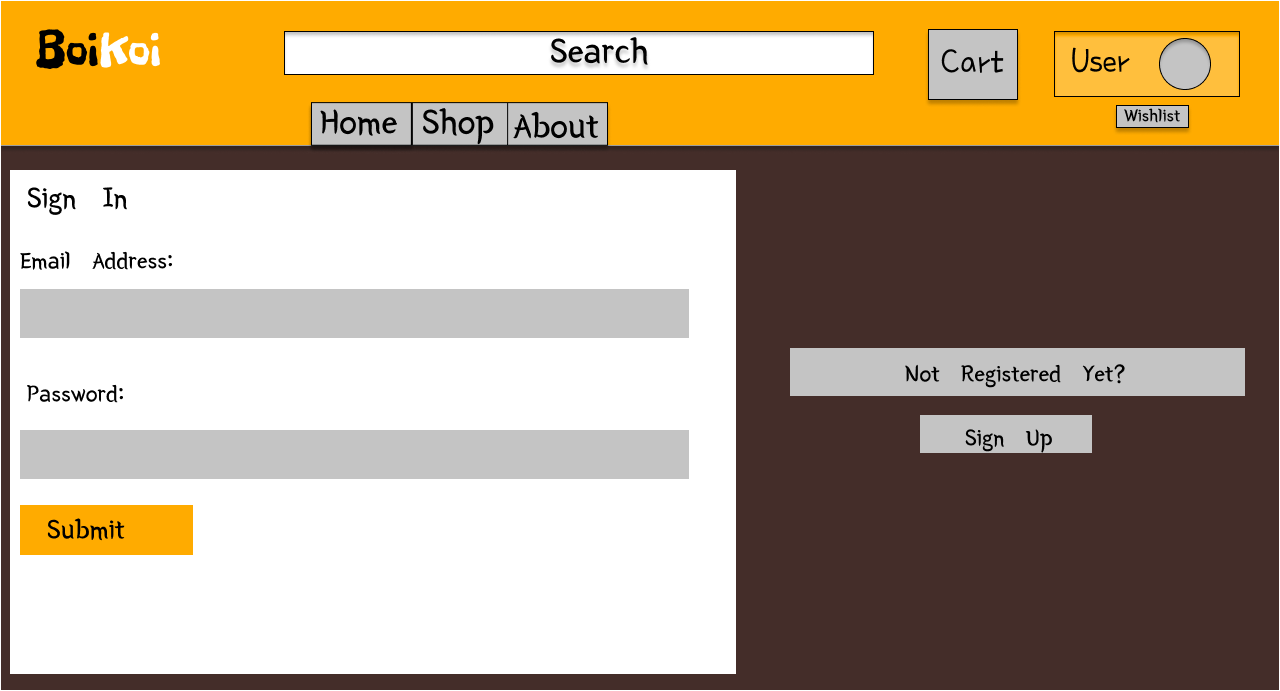 BoiKoi
Search
Cart
User
Wishlist
Home
Shop
About
Sign In
Email Address:
Password:
Submit
Not Registered Yet?
Sign Up